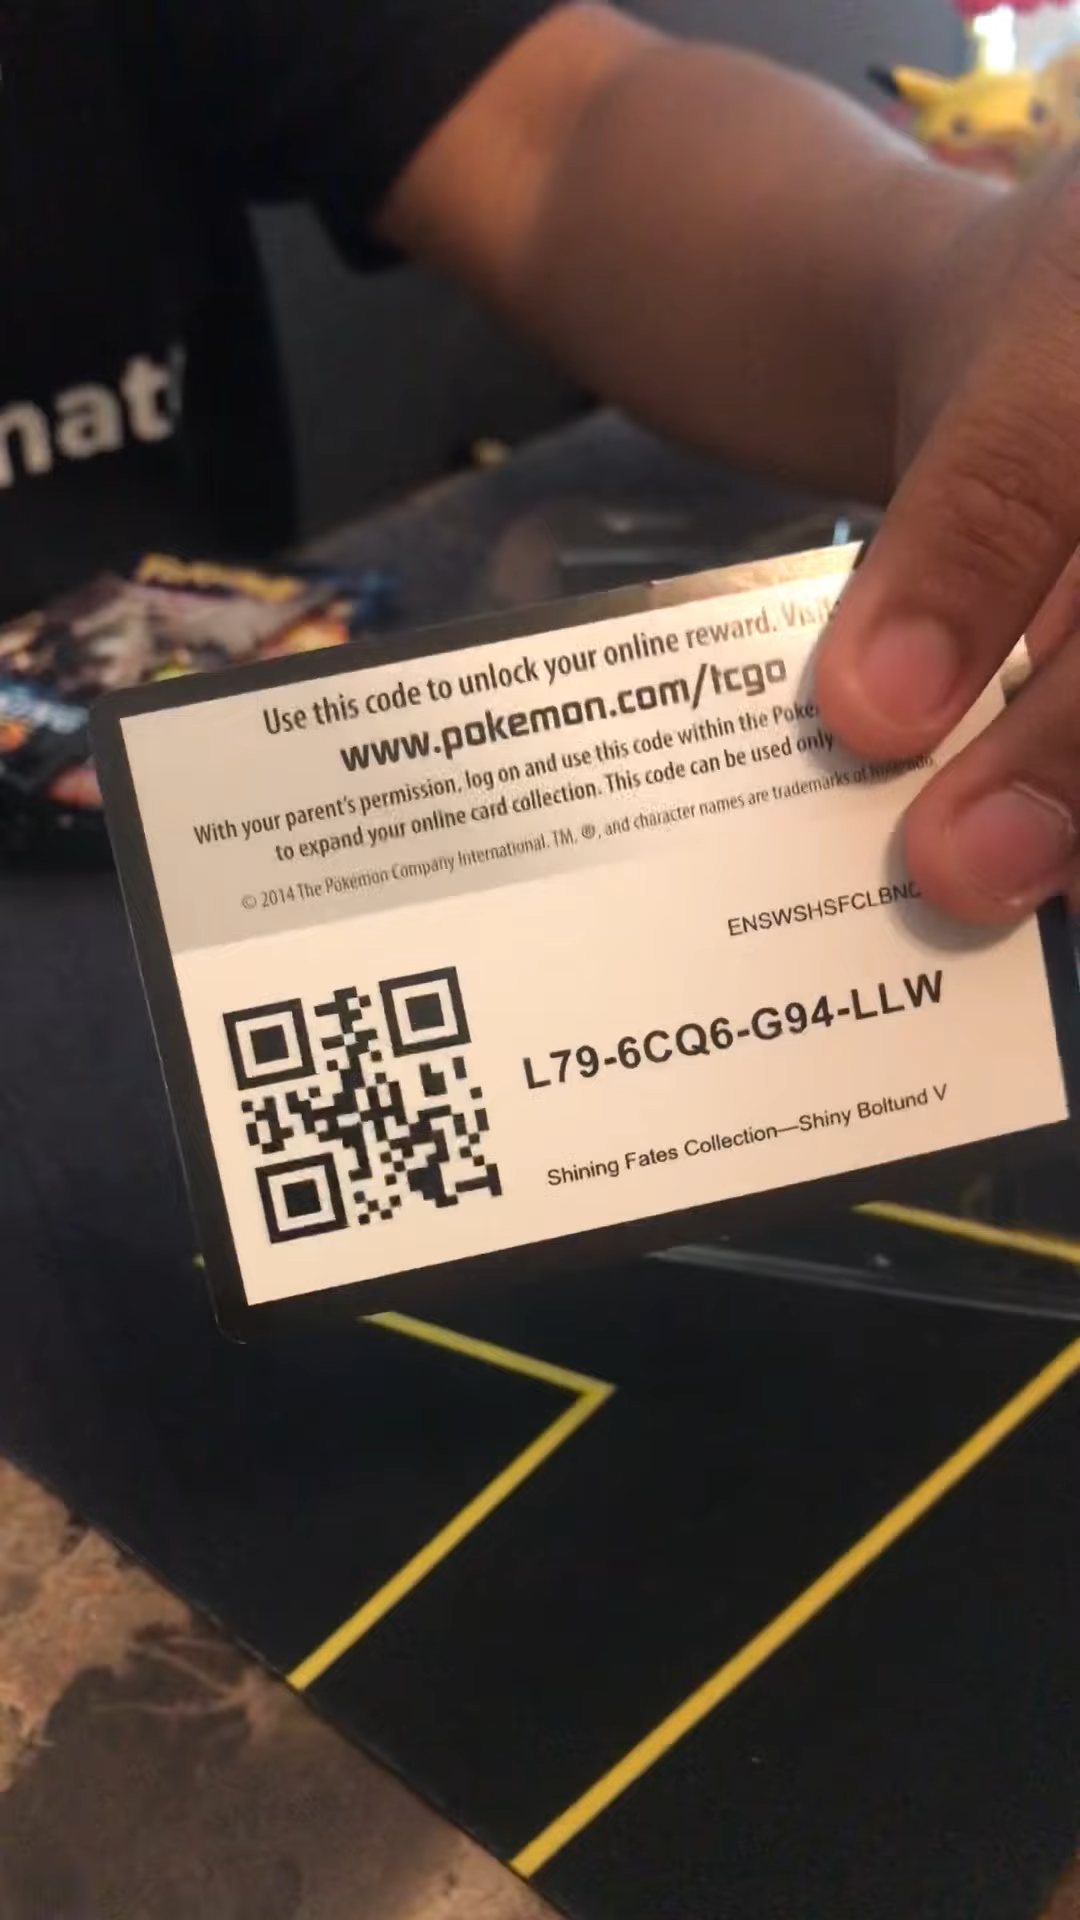 nat
Use this code to unlock your online reward.
www.pokemon.com/tcgo
With your parent's permission, log on and use this code within the
to expand your online card collection. This code can be used only
© 2014 The Pokémon Company International. TM, ®, and character names are trademarks of Nintendo.
ENSWSHSFCLBND
L79-6CQ6-G94-LLW
Shining Fates Collection—Shiny Boltund V